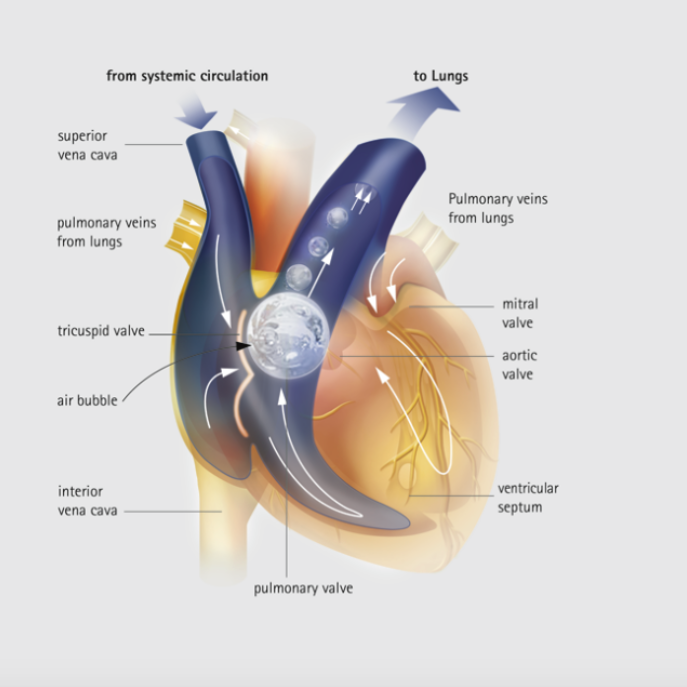 from systemic circulation
to Lungs
superior
vena cava
pulmonary veins
from lungs
Pulmonary veins
from lungs
tricuspid valve
mitral
valve
aortic
valve
air bubble
interior
vena cava
ventricular
septum
pulmonary valve